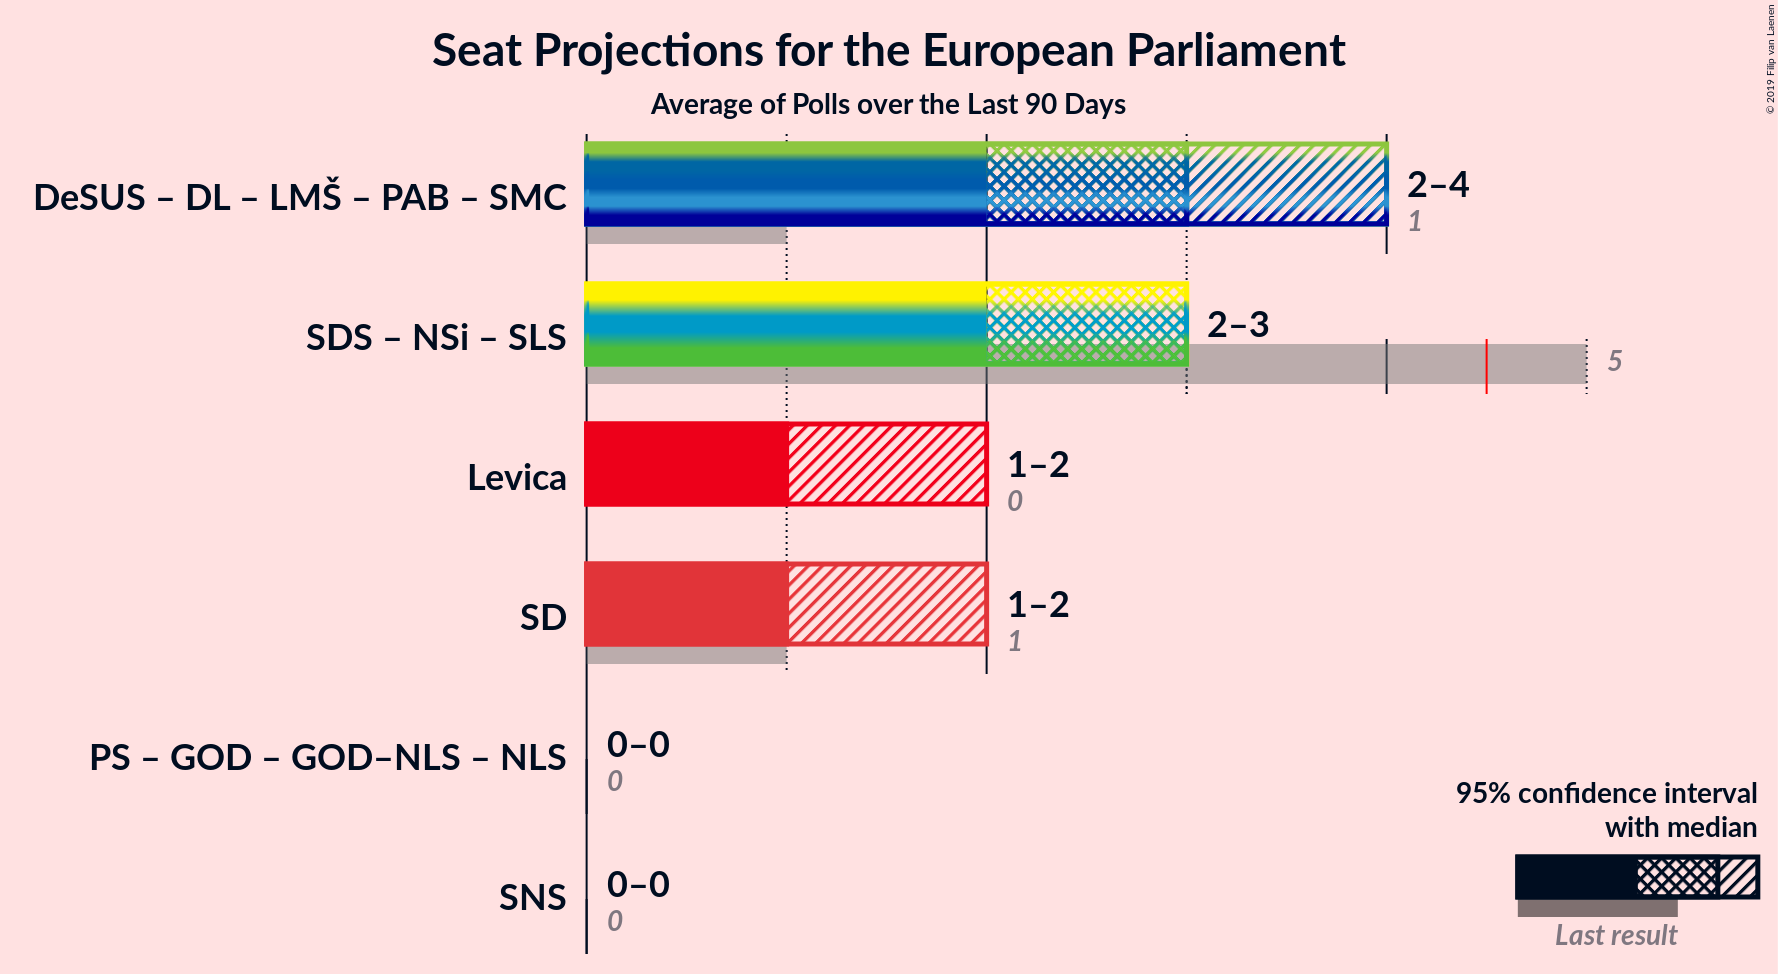 Seat Projections for the European Parliament
Average of Polls over the Last 90 Days
© 2019 Filip van Laenen
DeSUS – DL – LMŠ – PAB – SMC
2–4
1
SDS – NSi – SLS
2–3
5
Levica
1–2
0
SD
1–2
1
PS – GOD – GOD–NLS – NLS
0–0
0
SNS
0–0
0
95% confidence interval
with median
Last result